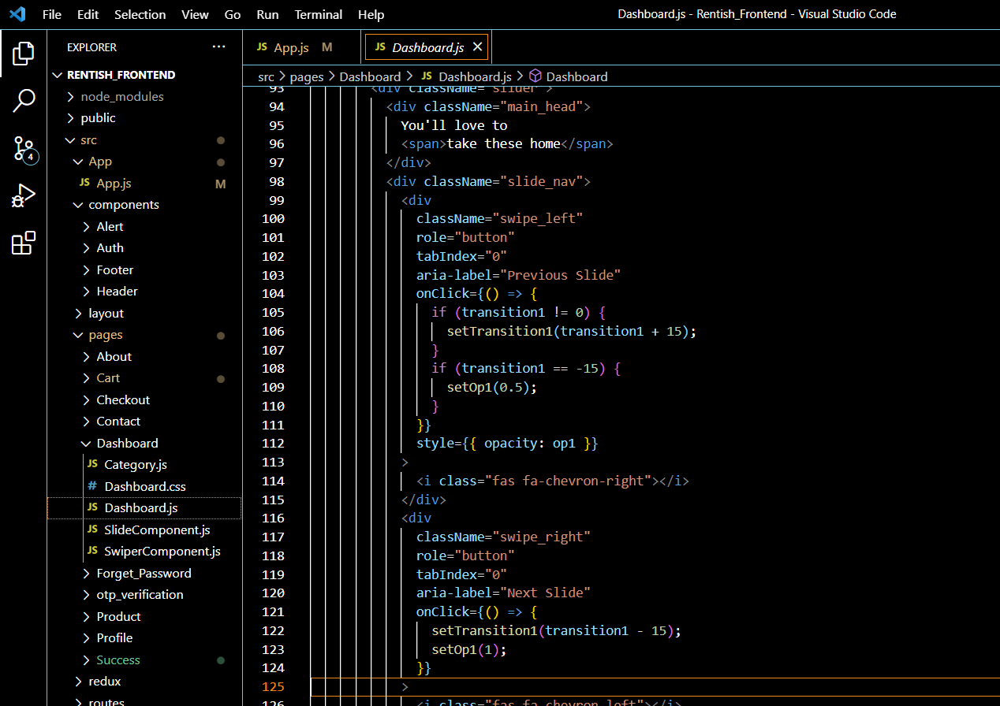 File Edit Selection View Go Run Terminal Help
Dashboard.js - Rentish_Frontend - Visual Studio Code
EXPLORER ...
RENTISH_FRONTEND
node_modules
public
src
App
JS App.js M
components
Alert
Auth
Footer
Header
layout
pages
About
Cart
Checkout
Contact
Dashboard
JS Category.js
# Dashboard.css
JS Dashboard.js
JS SlideComponent.js
JS SwiperComponent.js
Forget_Password
otp_verification
Product
Profile
Success
redux
routes
4
JS App.js M
JS Dashboard.js
src > pages > Dashboard > JS Dashboard.js > Dashboard
93 <div className="slider">
94 <div className="main_head">
95 You'll love to
96 <span>take these home</span>
97 </div>
98 <div className="slide_nav">
99 <div
100 className="swipe_left"
101 role="button"
102 tabIndex="0"
103 aria-label="Previous Slide"
104 onClick={() => {
105 if (transition1 != 0) {
106 setTransition1(transition1 + 15);
107 }
108 if (transition1 == -15) {
109 setOp1(0.5);
110 }
111 }}
112 style={{ opacity: op1 }}
113 >
114 <i class="fas fa-chevron-right"></i>
115 </div>
116 <div
117 className="swipe_right"
118 role="button"
119 tabIndex="0"
120 aria-label="Next Slide"
121 onClick={() => {
122 setTransition1(transition1 - 15);
123 setOp1(1);
124 }}
125 >
126 <i class="fas fa-chevron-left"></i>